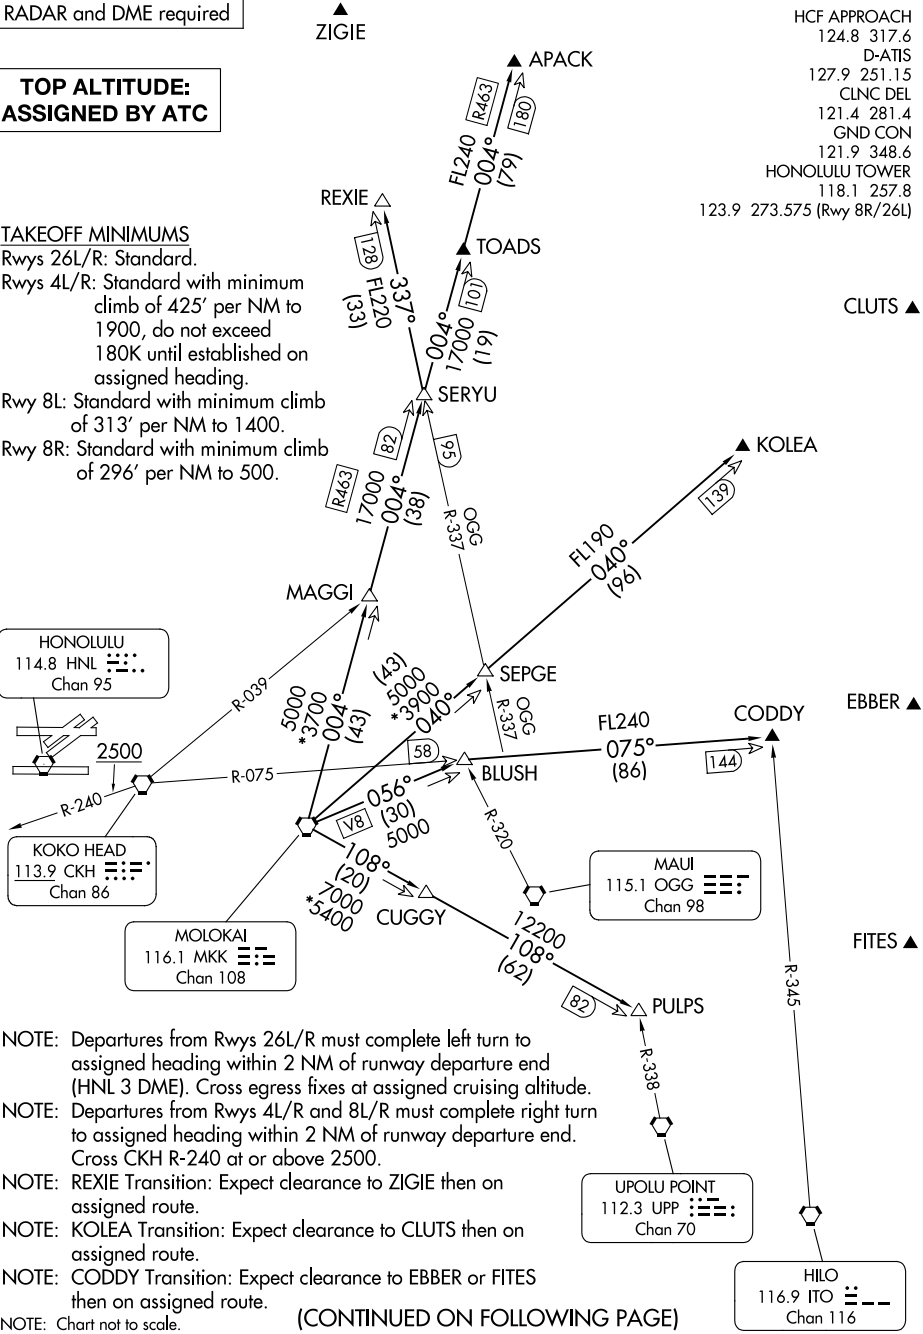 RADAR and DME required
TOP ALTITUDE:
ASSIGNED BY ATC
HCF APPROACH
124.8 317.6
D-ATIS
127.9 251.15
CLNC DEL
121.4 281.4
GND CON
121.9 348.6
HONOLULU TOWER
118.1 257.8
123.9 273.575 (Rwy 8R/26L)
TAKEOFF MINIMUMS
Rwys 26L/R: Standard.
Rwys 4L/R: Standard with minimum
climb of 425' per NM to
1900, do not exceed
180K until established on
assigned heading.
Rwy 8L: Standard with minimum climb
of 313' per NM to 1400.
Rwy 8R: Standard with minimum climb
of 296' per NM to 500.
ZIGIE
APACK
R463
180
FL240
004°
(79)
REXIE
128
FL220
(33)
337°
TOADS
101
004°
17000
(19)
CLUTS
SERYU
82
95
R463
17000
004°
(38)
OGG
R-337
KOLEA
139
FL190
040°
(96)
MAGGI
HONOLULU
114.8 HNL
Chan 95
R-039
5000
*3700
004°
(43)
(43)
5000
*3900
040°
SEPGE
OGG
R-337
EBBER
CODDY
FL240
075°
(86)
144
2500
R-240
R-075
58
BLUSH
056°
(30)
5000
V8
R-320
KOKO HEAD
113.9 CKH
Chan 86
108°
(20)
7000
*5400
CUGGY
MAUI
115.1 OGG
Chan 98
MOLOKAI
116.1 MKK
Chan 108
12200
108°
(62)
82
PULPS
FITES
R-345
R-338
NOTE: Departures from Rwys 26L/R must complete left turn to
assigned heading within 2 NM of runway departure end
(HNL 3 DME). Cross egress fixes at assigned cruising altitude.
NOTE: Departures from Rwys 4L/R and 8L/R must complete right turn
to assigned heading within 2 NM of runway departure end.
Cross CKH R-240 at or above 2500.
NOTE: REXIE Transition: Expect clearance to ZIGIE then on
assigned route.
NOTE: KOLEA Transition: Expect clearance to CLUTS then on
assigned route.
NOTE: CODDY Transition: Expect clearance to EBBER or FITES
then on assigned route.
NOTE: Chart not to scale.
UPOLU POINT
112.3 UPP
Chan 70
HILO
116.9 ITO
Chan 116
(CONTINUED ON FOLLOWING PAGE)